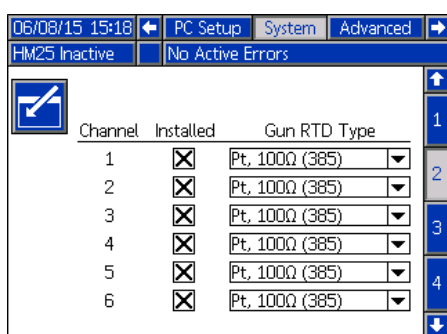 06/08/15 15:18 PC Setup System Advanced
HM25 Inactive No Active Errors
Channel Installed Gun RTD Type
1 Pt, 100Ω (385)
2 Pt, 100Ω (385)
3 Pt, 100Ω (385)
4 Pt, 100Ω (385)
5 Pt, 100Ω (385)
6 Pt, 100Ω (385)
1
2
3
4